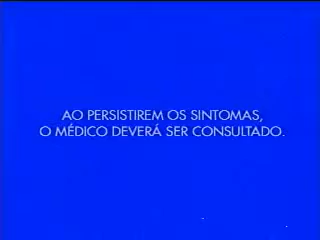 AO PERSISTIREM OS SINTOMAS,
O MÉDICO DEVERÁ SER CONSULTADO.